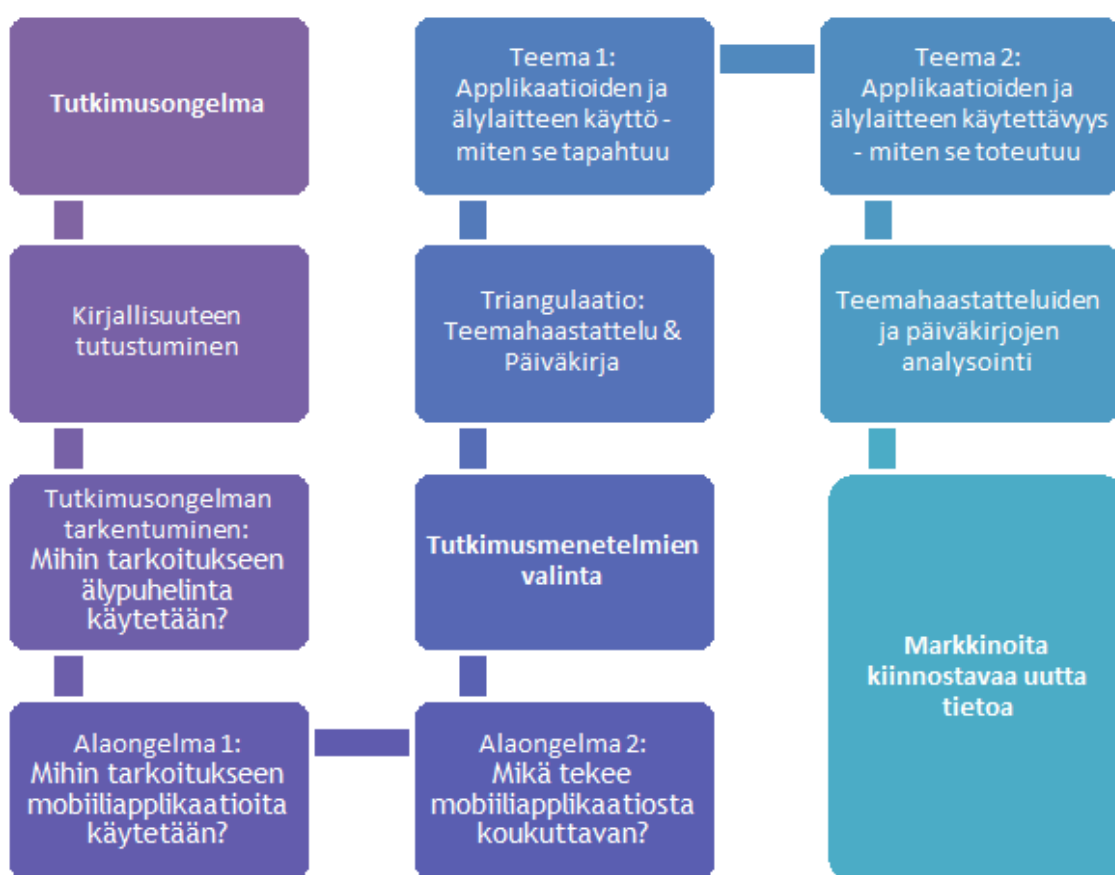 Tutkimusongelma
Kirjallisuuteen
tutustuminen
Tutkimusongelman
tarkentuminen:
Mihin tarkoitukseen
älypuhelinta
käytetään?
Alaongelma 1:
Mihin tarkoitukseen
mobiiliapplikaatioita
käytetään?
Alaongelma 2:
Mikä tekee
mobiiliapplikaatiosta
koukuttavan?
Tutkimusmenetelmien
valinta
Triangulaatio:
Teemahaastattelu &
Päiväkirja
Teema 1:
Applikaatioiden ja
älylaitteen käyttö -
miten se tapahtuu
Teema 2:
Applikaatioiden ja
älylaitteen käytettävyys
- miten se toteutuu
Teemahaastatteluiden
ja päiväkirjojen
analysointi
Markkinoita
kiinnostavaa uutta
tietoa